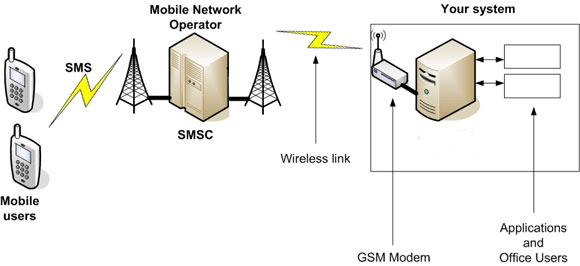 Mobile Network
Operator
Your system
SMS
SMSC
Wireless link
Mobile
users
GSM Modem
Applications
and
Office Users